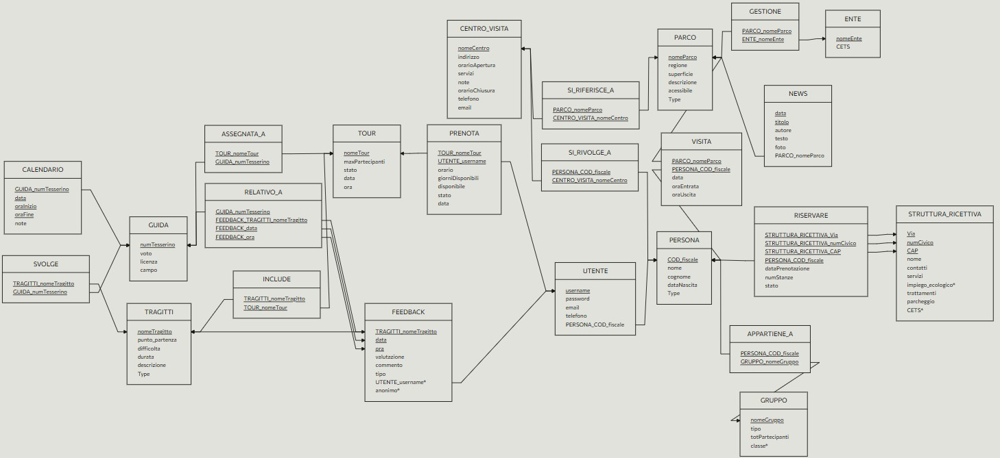 GESTIONE
PARCO_nomeParco
ENTE_nomeEnte
ENTE
nomeEnte
CETS
CENTRO_VISITA
nomeCentro
indirizzo
orarioApertura
servizi
note
orarioChiusura
telefono
email
PARCO
nomeParco
regione
superficie
descrizione
acessibile
Type
SI_RIFERISCE_A
PARCO_nomeParco
CENTRO_VISITA_nomeCentro
NEWS
data
titolo
autore
testo
foto
PARCO_nomeParco
ASSEGNATA_A
TOUR_nomeTour
GUIDA_numTesserino
TOUR
nomeTour
maxPartecipanti
stato
data
ora
PRENOTA
TOUR_nomeTour
UTENTE_username
orario
giorniDisponibili
disponibile
stato
data
SI_RIVOLGE_A
PERSONA_COD_fiscale
CENTRO_VISITA_nomeCentro
VISITA
PARCO_nomeParco
PERSONA_COD_fiscale
data
oraEntrata
oraUscita
CALENDARIO
GUIDA_numTesserino
data
oraInizio
oraFine
note
RELATIVO_A
GUIDA_numTesserino
FEEDBACK_TRAGITTI_nomeTragitto
FEEDBACK_data
FEEDBACK_ora
GUIDA
numTesserino
voto
licenza
campo
RISERVARE
STRUTTURA_RICETTIVA_Via
STRUTTURA_RICETTIVA_numCivico
STRUTTURA_RICETTIVA_CAP
PERSONA_COD_fiscale
dataPrenotazione
numStanze
stato
STRUTTURA_RICETTIVA
Via
numCivico
CAP
nome
contatti
servizi
impiego_ecologico*
trattamenti
parcheggio
CETS*
PERSONA
COD_fiscale
nome
cognome
dataNascita
Type
SVOLGE
TRAGITTI_nomeTragitto
GUIDA_numTesserino
INCLUDE
TRAGITTI_nomeTragitto
TOUR_nomeTour
UTENTE
username
password
email
telefono
PERSONA_COD_fiscale
TRAGITTI
nomeTragitto
punto_partenza
difficolta
durata
descrizione
Type
FEEDBACK
TRAGITTI_nomeTragitto
data
ora
valutazione
commento
tipo
UTENTE_username*
anonimo*
APPARTIENE_A
PERSONA_COD_fiscale
GRUPPO_nomeGruppo
GRUPPO
nomeGruppo
tipo
totPartecipanti
classe*